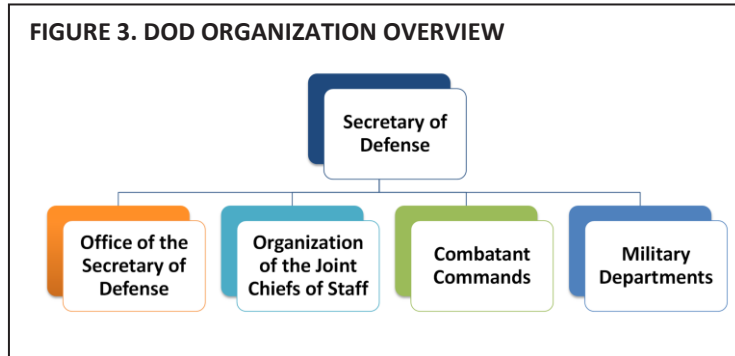 FIGURE 3. DOD ORGANIZATION OVERVIEW
Secretary of
Defense
Office of the
Secretary of
Defense
Organization
of the Joint
Chiefs of Staff
Combatant
Commands
Military
Departments